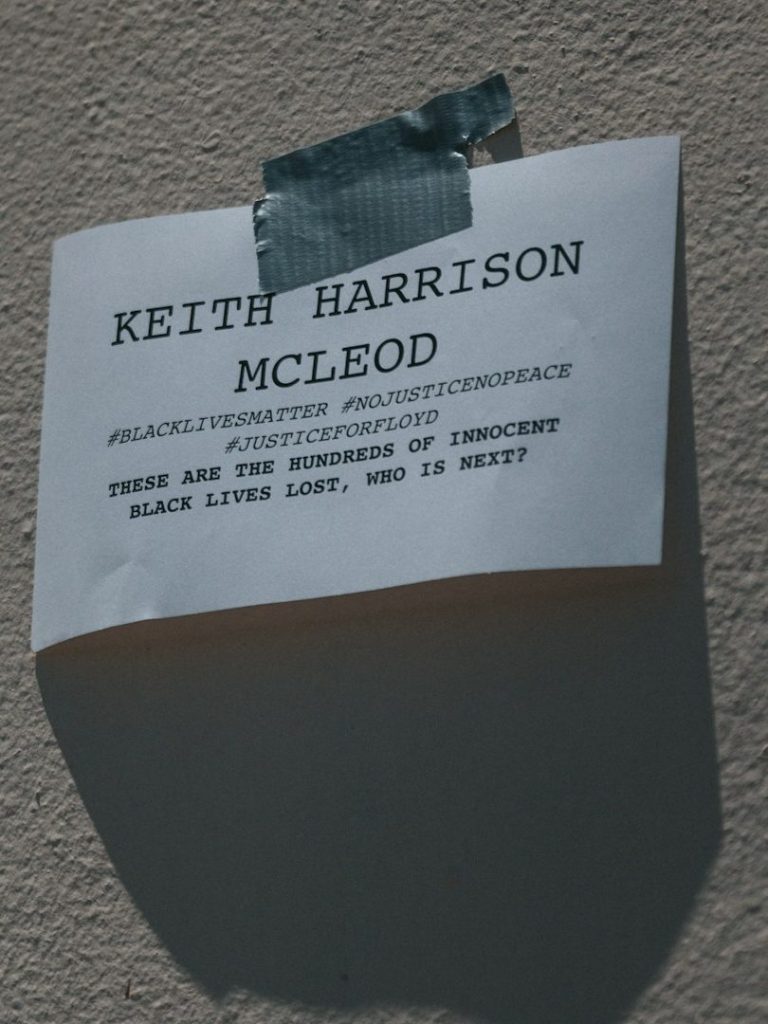 KEITH HARRISON
MCLEOD
#BLACKLIVESMATTER #NOJUSTICENOPEACE
#JUSTICEFORFLOYD
THESE ARE THE HUNDREDS OF INNOCENT
BLACK LIVES LOST, WHO IS NEXT?